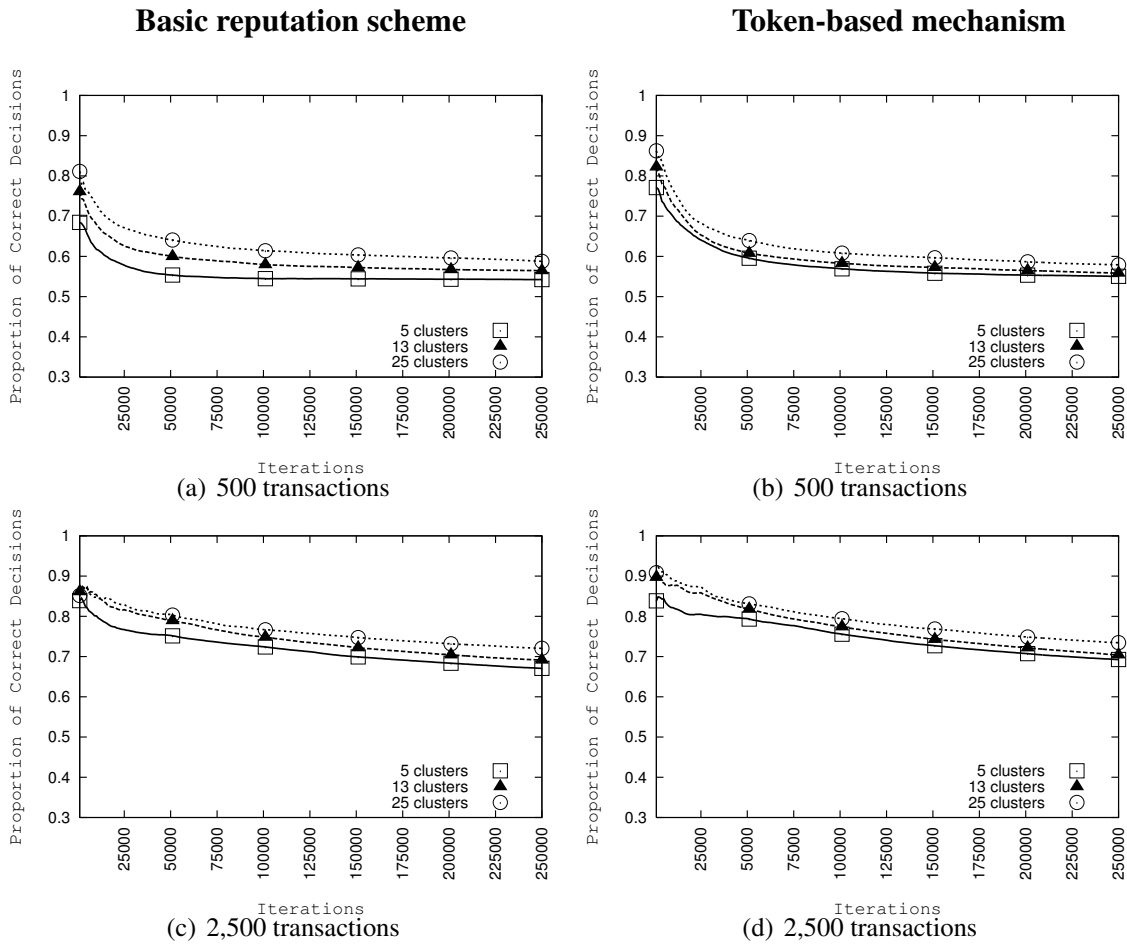 Basic reputation scheme
Token-based mechanism
Proportion of Correct Decisions
1
0.9
0.8
0.7
0.6
0.5
0.4
0.3
5 clusters
13 clusters
25 clusters
25000
50000
75000
100000
125000
150000
175000
200000
225000
250000
Iterations
(a) 500 transactions
Proportion of Correct Decisions
1
0.9
0.8
0.7
0.6
0.5
0.4
0.3
5 clusters
13 clusters
25 clusters
25000
50000
75000
100000
125000
150000
175000
200000
225000
250000
Iterations
(b) 500 transactions
Proportion of Correct Decisions
1
0.9
0.8
0.7
0.6
0.5
0.4
0.3
5 clusters
13 clusters
25 clusters
25000
50000
75000
100000
125000
150000
175000
200000
225000
250000
Iterations
(c) 2,500 transactions
Proportion of Correct Decisions
1
0.9
0.8
0.7
0.6
0.5
0.4
0.3
5 clusters
13 clusters
25 clusters
25000
50000
75000
100000
125000
150000
175000
200000
225000
250000
Iterations
(d) 2,500 transactions